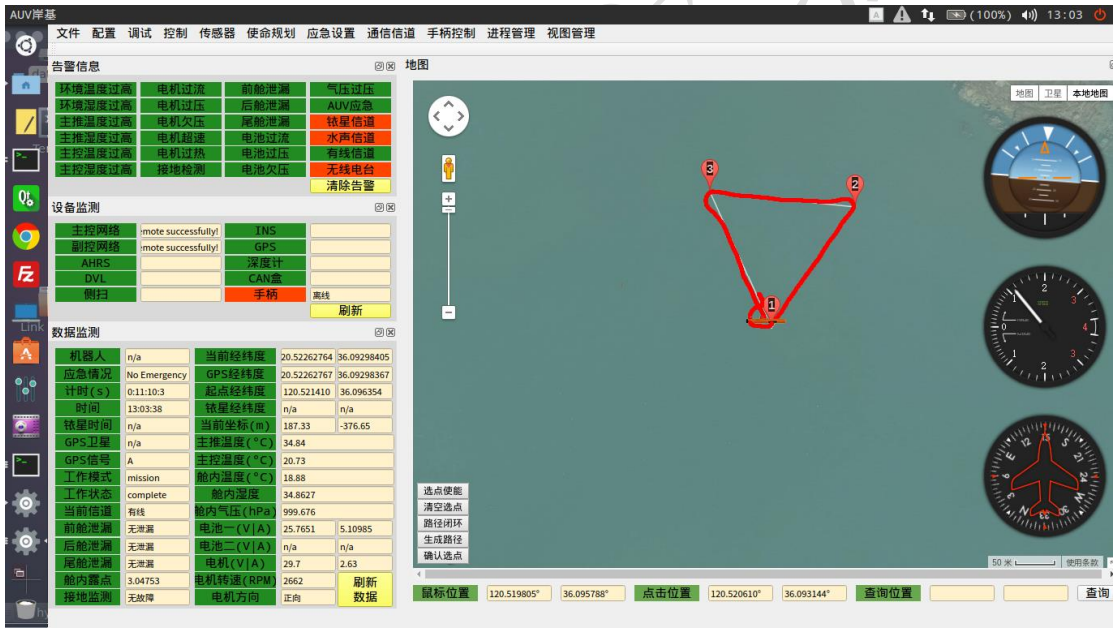 AUV岸基
(100%) 13:03
文件 配置 调试 控制 传感器 使命规划 应急设置 通信信道 手柄控制 进程管理 视图管理
告警信息
环境温度过高 电机过流 前舱泄漏 气压过压
环境湿度过高 电机过压 后舱泄漏 AUV应急
主推温度过高 电机欠压 尾舱泄漏 铱星信道
主推湿度过高 电机超速 电池过流 水声信道
主控温度过高 电机过热 电池过压 有线信道
主控湿度过高 接地检测 电池欠压 无线电台
清除告警
设备监测
主控网络 emote successfully! INS
副控网络 emote successfully! GPS
AHRS 深度计
DVL CAN盒
侧扫 手柄 离线
刷新
数据监测
机器人 n/a 当前经纬度 20.52262764 36.09298405
应急情况 No Emergency GPS经纬度 20.52262767 36.09298367
计时(s) 0:11:10:3 起点经纬度 120.521410 36.096354
时间 13:03:38 铱星经纬度 n/a n/a
铱星时间 n/a 当前坐标(m) 187.33 -376.65
GPS卫星 n/a 主推温度(°C) 34.84
GPS信号 A 主控温度(°C) 20.73
工作模式 mission 舱内温度(°C) 18.88
工作状态 complete 舱内湿度 34.8627
当前信道 有线 舱内气压(hPa) 999.676
前舱泄漏 无泄漏 电池一(V|A) 25.7651 5.10985
后舱泄漏 无泄漏 电池二(V|A) n/a n/a
尾舱泄漏 无泄漏 电机(V|A) 29.7 2.63
舱内露点 3.04753 电机转速(RPM) 2662 刷新
接地监测 无故障 电机方向 正向 数据
地图
地图 卫星 本地地图
3
2
1
选点使能
清空选点
路径闭环
生成路径
确认选点
50 米 使用条款
鼠标位置 120.519805° 36.095788° 点击位置 120.520610° 36.093144° 查询位置 查询